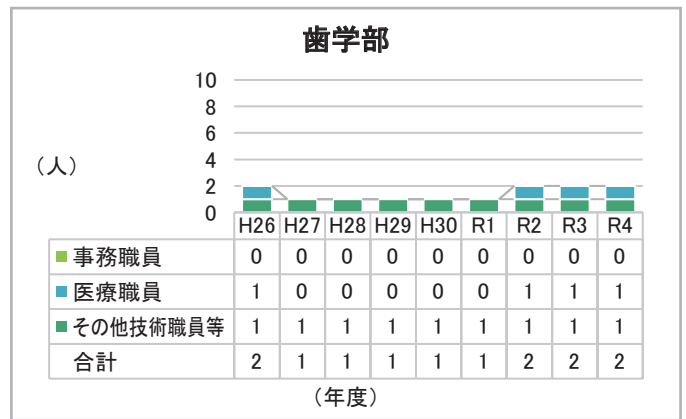 歯学部
10
8
6
4
2
0
（人）
H26 H27 H28 H29 H30 R1 R2 R3 R4
事務職員 0 0 0 0 0 0 0 0 0
医療職員 1 0 0 0 0 0 1 1 1
その他技術職員等 1 1 1 1 1 1 1 1 1
合計 2 1 1 1 1 1 2 2 2
（年度）